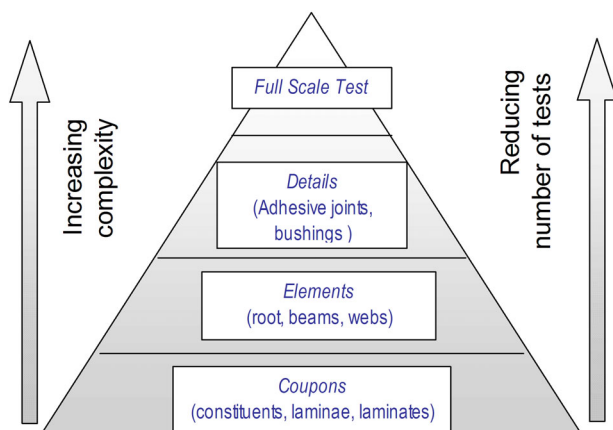 Full Scale Test
Increasing
complexity
Reducing
number of tests
Details
(Adhesive joints,
bushings )
Elements
(root, beams, webs)
Coupons
(constituents, laminae, laminates)